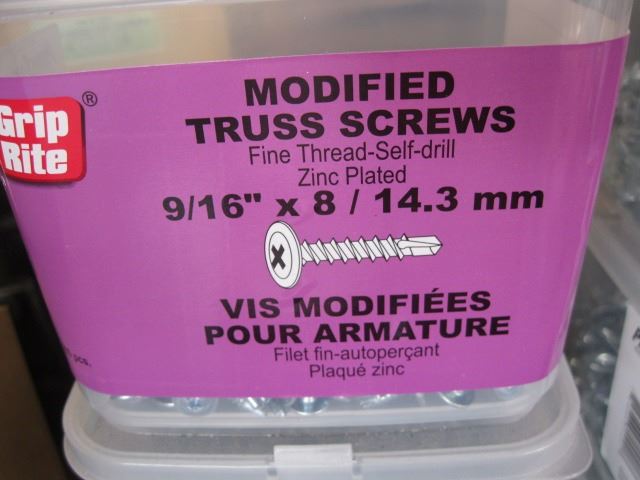 Grip
Rite®
MODIFIED
TRUSS SCREWS
Fine Thread-Self-drill
Zinc Plated
9/16" x 8 / 14.3 mm
VIS MODIFIÉES
POUR ARMATURE
Filet fin-autoperçant
Plaqué zinc
pcs.